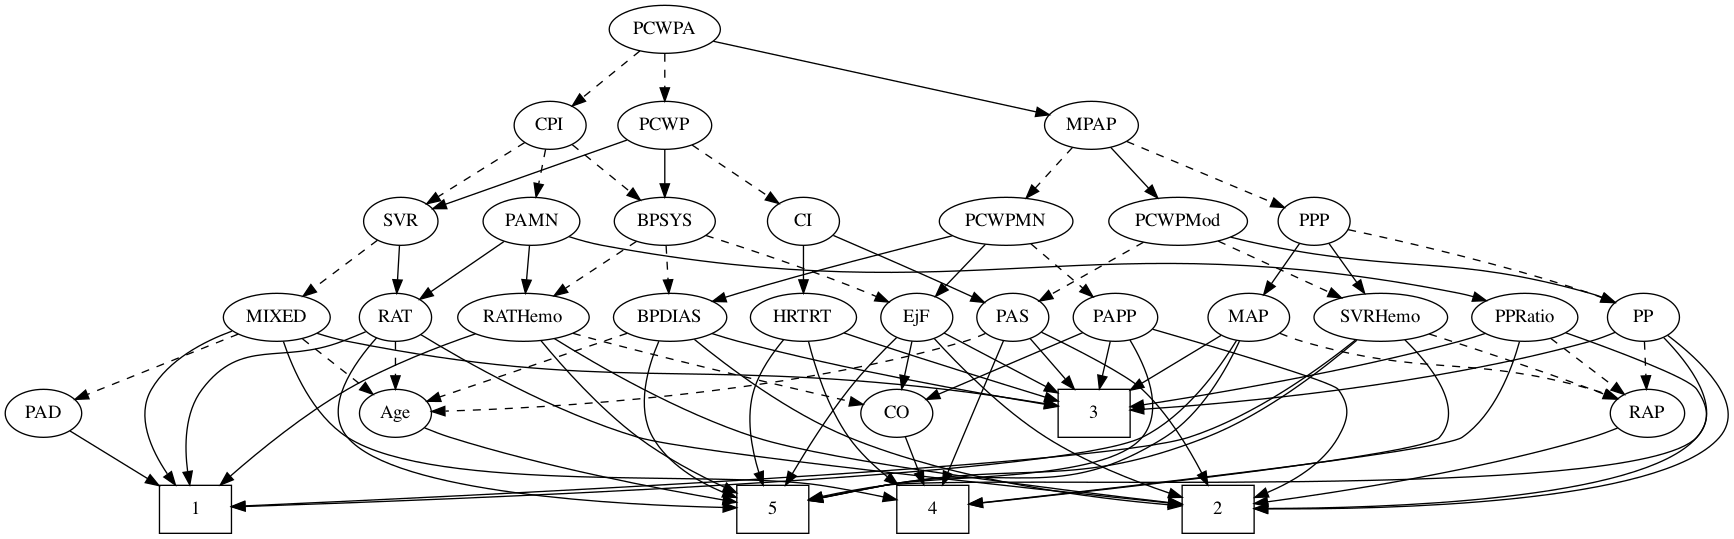 PCWPA
CPI
PCWP
MPAP
SVR
PAMN
BPSYS
CI
PCWPMN
PCWPMod
PPP
MIXED
RAT
RATHemo
BPDIAS
HRTRT
EjF
PAS
PAPP
MAP
SVRHemo
PPRatio
PP
PAD
Age
CO
3
RAP
1
5
4
2